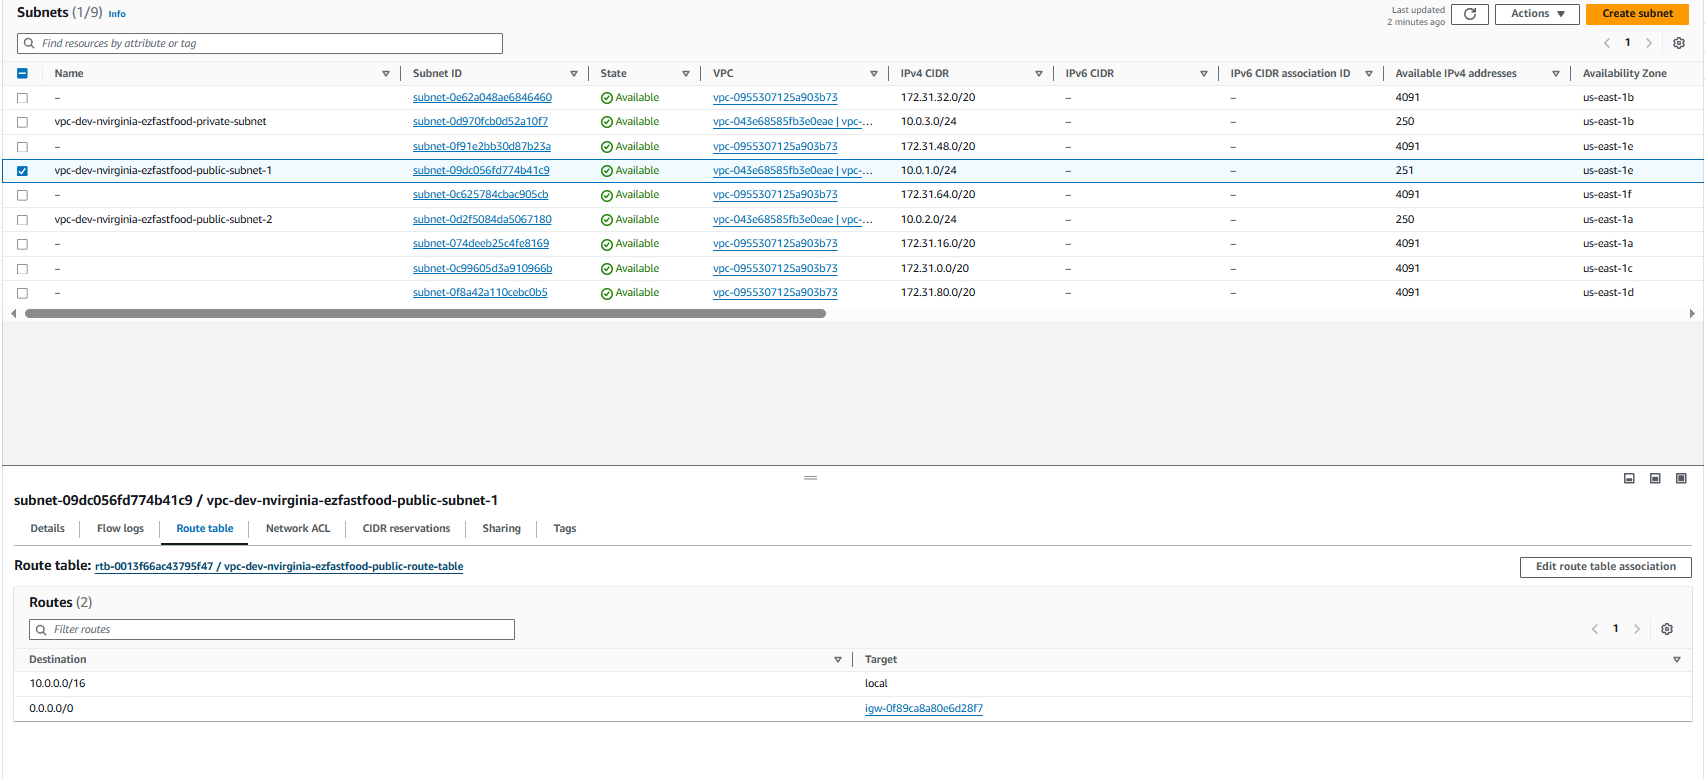 Subnets (1/9) Info
Last updated
2 minutes ago
Actions
Create subnet
Find resources by attribute or tag
1
Name Subnet ID State VPC IPv4 CIDR IPv6 CIDR IPv6 CIDR association ID Available IPv4 addresses Availability Zone
– subnet-0e62a048ae6846460 Available vpc-0955307125a903b73 172.31.32.0/20 – – 4091 us-east-1b
vpc-dev-nvirginia-ezfastfood-private-subnet subnet-0d970fcb0d52a10f7 Available vpc-043e68585fb3e0eae | vpc-... 10.0.3.0/24 – – 250 us-east-1b
– subnet-0f91e2bb30d87b23a Available vpc-0955307125a903b73 172.31.48.0/20 – – 4091 us-east-1e
vpc-dev-nvirginia-ezfastfood-public-subnet-1 subnet-09dc056fd774b41c9 Available vpc-043e68585fb3e0eae | vpc-... 10.0.1.0/24 – – 251 us-east-1e
– subnet-0c625784cbac905cb Available vpc-0955307125a903b73 172.31.64.0/20 – – 4091 us-east-1f
vpc-dev-nvirginia-ezfastfood-public-subnet-2 subnet-0d2f5084da5067180 Available vpc-043e68585fb3e0eae | vpc-... 10.0.2.0/24 – – 250 us-east-1a
– subnet-074deeb25c4fe8169 Available vpc-0955307125a903b73 172.31.16.0/20 – – 4091 us-east-1a
– subnet-0c99605d3a910966b Available vpc-0955307125a903b73 172.31.0.0/20 – – 4091 us-east-1c
– subnet-0f8a42a110cebc0b5 Available vpc-0955307125a903b73 172.31.80.0/20 – – 4091 us-east-1d
subnet-09dc056fd774b41c9 / vpc-dev-nvirginia-ezfastfood-public-subnet-1
Details Flow logs Route table Network ACL CIDR reservations Sharing Tags
Route table: rtb-0013f66ac43795f47 / vpc-dev-nvirginia-ezfastfood-public-route-table
Edit route table association
Routes (2)
Filter routes
1
Destination Target
10.0.0.0/16 local
0.0.0.0/0 igw-0f89ca8a80e6d28f7